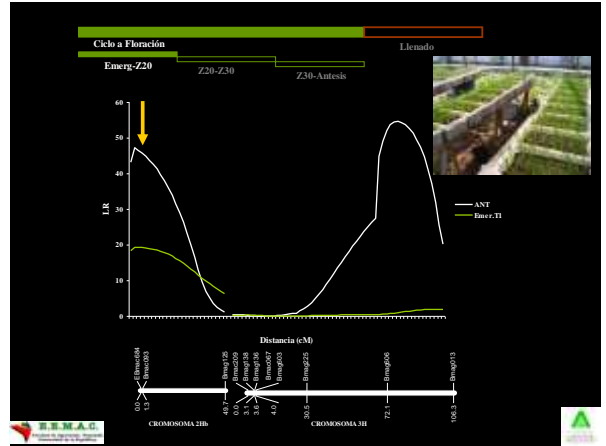 Ciclo a Floración
Llenado
Emerg-Z20
Z20-Z30
Z30-Antesis
60
50
40
30
20
10
0
LR
ANT
Emer.T1
Distancia (cM)
EBmac684
Bmac093
Bmag125
Bmac209
Bmag138
Bmag136
Bmac067
Bmag603
Bmag225
Bmag606
Bmag013
0.0
1.3
49.7
0.0
3.1
3.6
4.0
30.5
72.1
106.3
CROMOSOMA 2Hb
CROMOSOMA 3H
E.E.M.A.C.